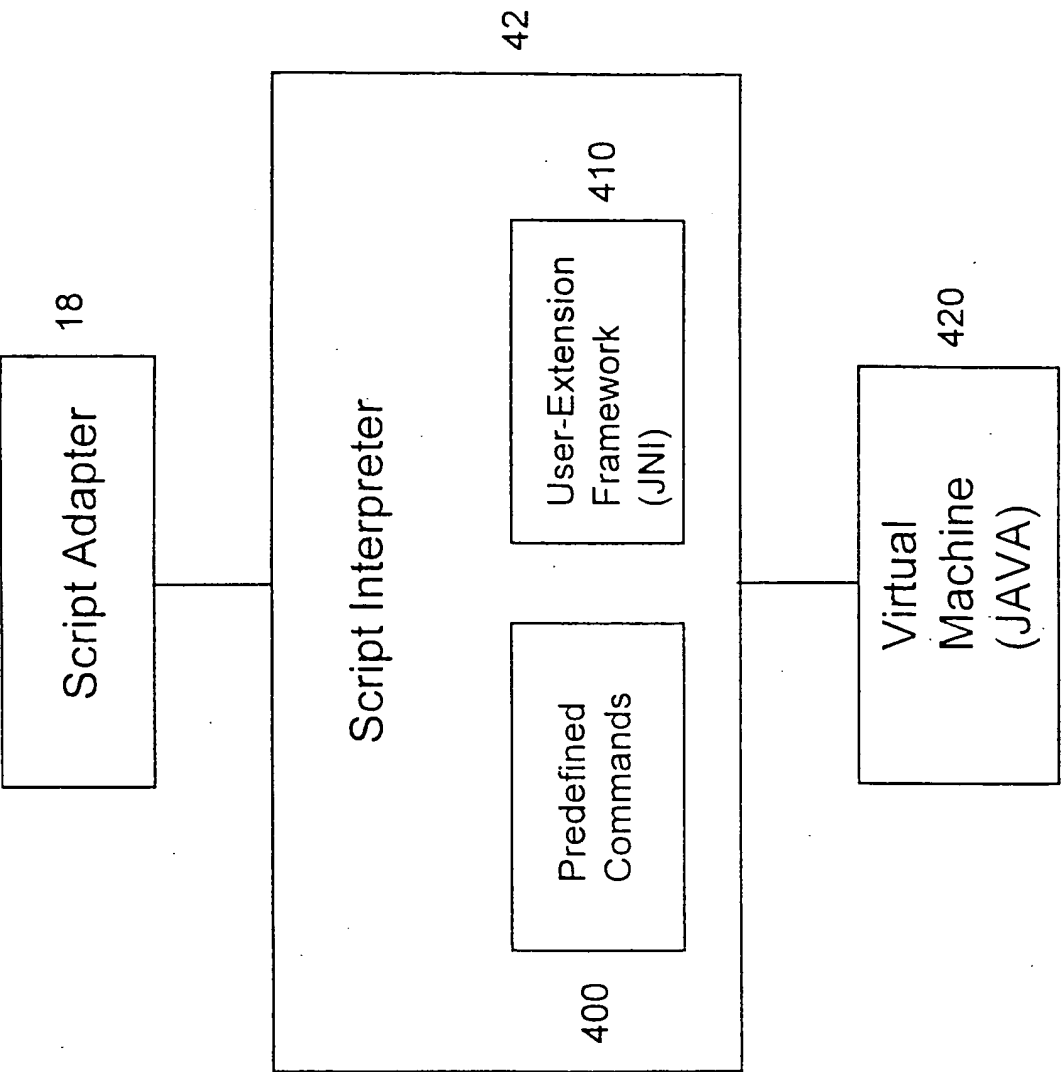 Script Adapter
18
42
Script Interpreter
400
Predefined
Commands
User-Extension
Framework
(JNI)
410
Virtual
Machine
(JAVA)
420